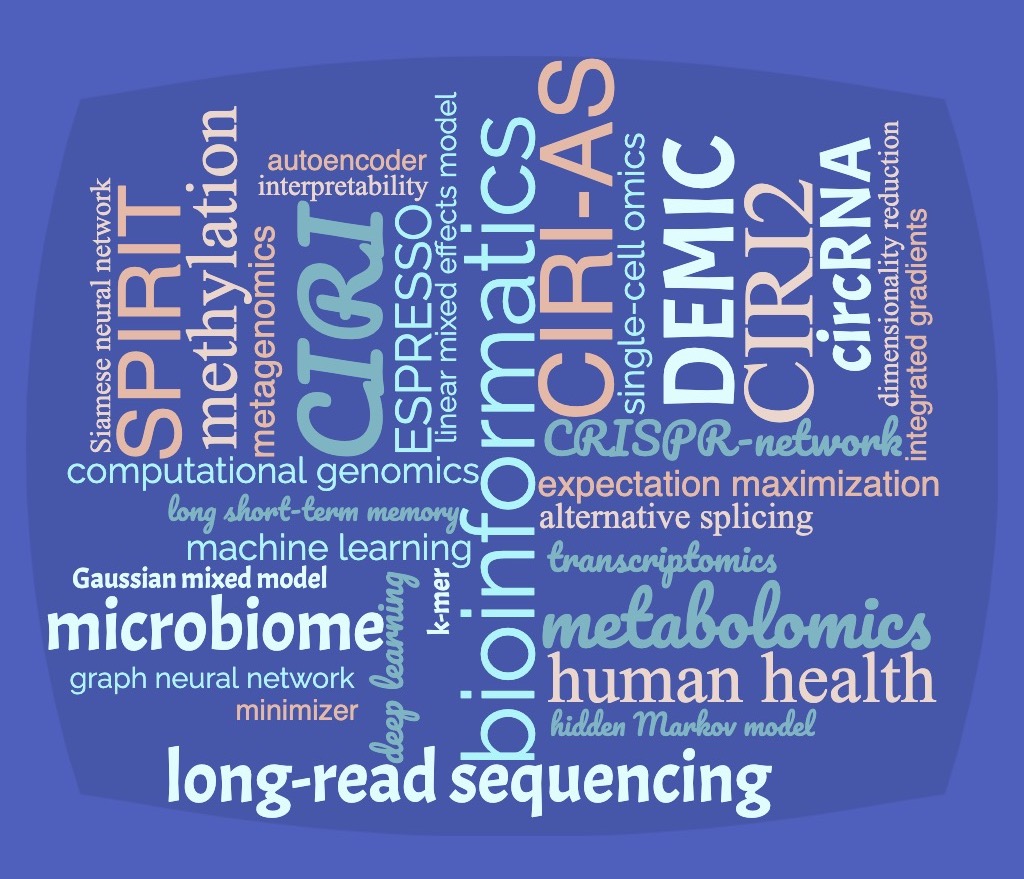 Siamese neural network
SPIRIT
methylation
metagenomics
autoencoder
interpretability
CIRI
ESPRESSO
linear mixed effects model
bioinformatics
CIRI-AS
single-cell omics
DEMIC
CIRI2
circRNA
dimensionality reduction
integrated gradients
CRISPR-network
computational genomics
expectation maximization
long short-term memory
alternative splicing
machine learning
transcriptomics
Gaussian mixed model
k-mer
deep learning
microbiome
metabolomics
graph neural network
human health
minimizer
hidden Markov model
long-read sequencing